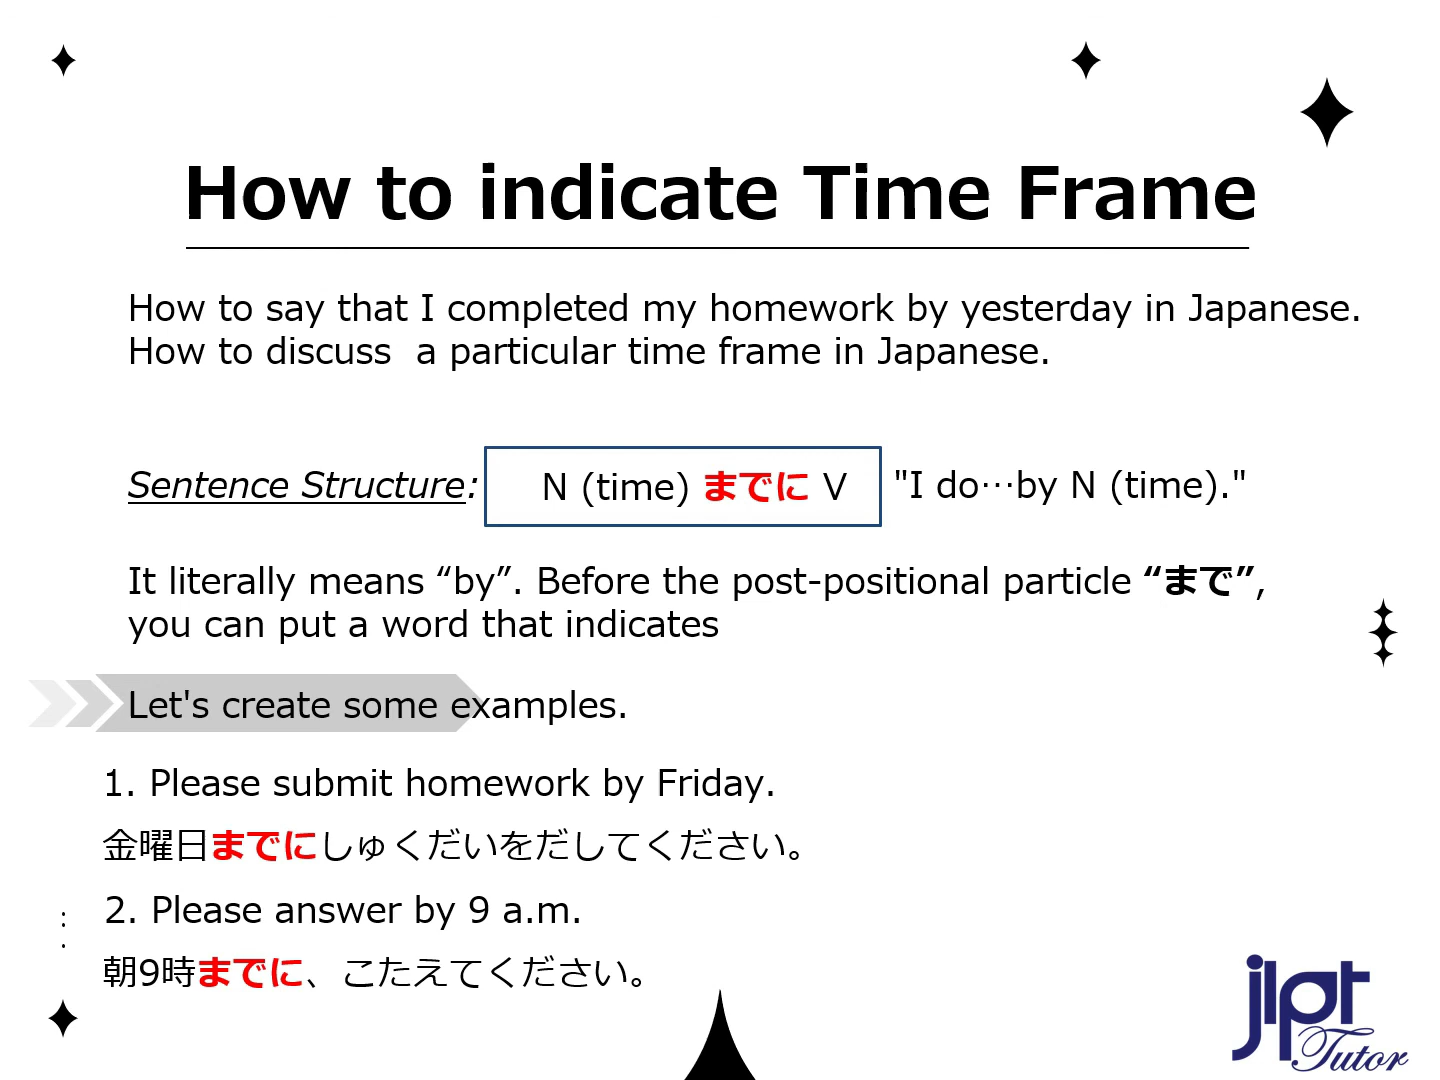 How to indicate Time Frame
How to say that I completed my homework by yesterday in Japanese.
How to discuss  a particular time frame in Japanese.
Sentence Structure: N (time) までに V "I do…by N (time)."
It literally means “by”. Before the post-positional particle “まで”,
you can put a word that indicates
Let's create some examples.
1. Please submit homework by Friday.
金曜日までにしゅくだいをだしてください。
2. Please answer by 9 a.m.
朝9時までに、こたえてください。
jlpt
Tutor